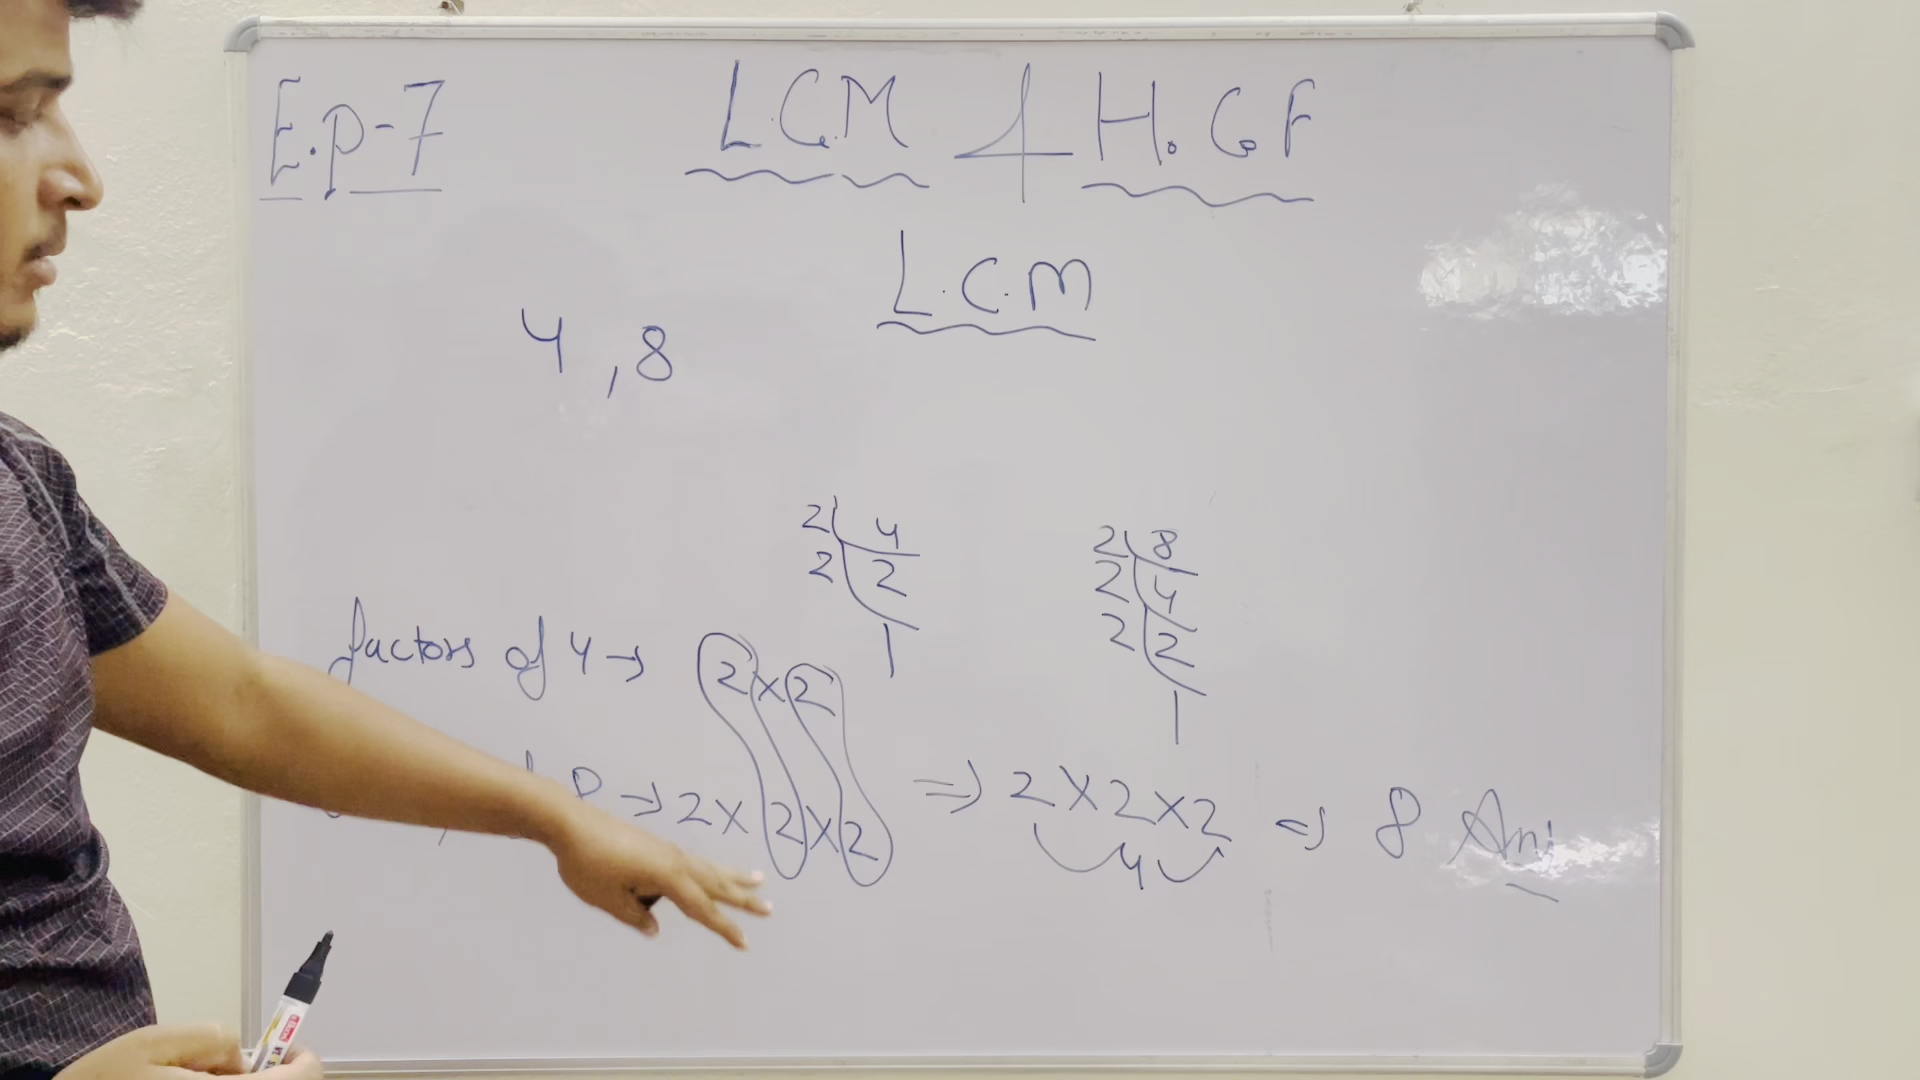 E.p-7
L.C.M & H.C.F
L.C.M
4, 8
2 4
2 2
1
2 8
2 4
2 2
1
factors of 4 → 2×2
→ 2×2×2 ⇒ 2×2×2 ⇒ 8 Ans
4